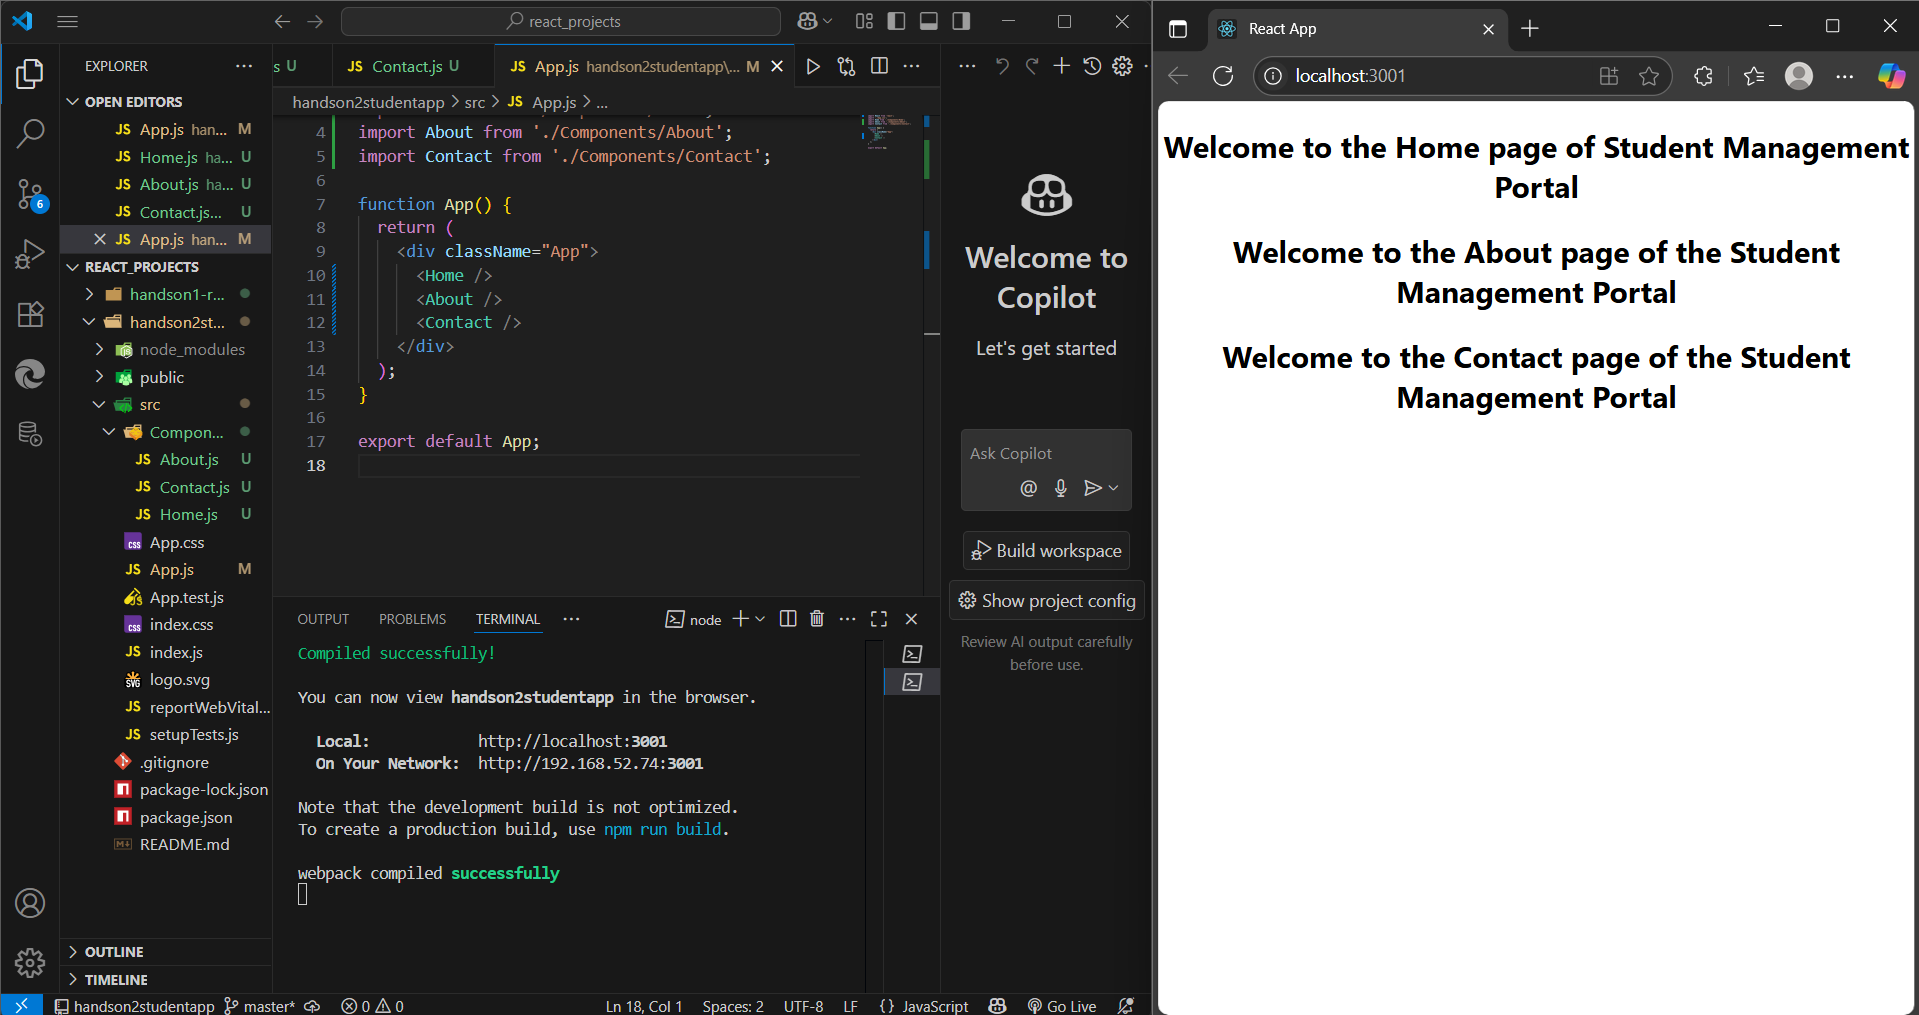 react_projects
EXPLORER
OPEN EDITORS
JS App.js han... M
JS Home.js ha... U
JS About.js ha... U
JS Contact.js... U
JS App.js han... M
REACT_PROJECTS
handson1-r...
handson2st...
node_modules
public
src
Compon...
JS About.js U
JS Contact.js U
JS Home.js U
css App.css
JS App.js M
App.test.js
css index.css
JS index.js
SVG logo.svg
JS reportWebVital...
JS setupTests.js
.gitignore
package-lock.json
package.json
README.md
OUTLINE
TIMELINE
6
s U
JS Contact.js U
JS App.js handson2studentapp\... M
handson2studentapp > src > JS App.js > ...
4 import About from './Components/About';
5 import Contact from './Components/Contact';
6
7 function App() {
8 return (
9 <div className="App">
10 <Home />
11 <About />
12 <Contact />
13 </div>
14 );
15 }
16
17 export default App;
18
OUTPUT PROBLEMS TERMINAL
node
Compiled successfully!
You can now view handson2studentapp in the browser.
Local: http://localhost:3001
On Your Network: http://192.168.52.74:3001
Note that the development build is not optimized.
To create a production build, use npm run build.
webpack compiled successfully
Welcome to
Copilot
Let's get started
Ask Copilot
@
Build workspace
Show project config
Review AI output carefully
before use.
handson2studentapp master* 0 0 Ln 18, Col 1 Spaces: 2 UTF-8 LF {} JavaScript Go Live
React App
localhost:3001
Welcome to the Home page of Student Management
Portal
Welcome to the About page of the Student
Management Portal
Welcome to the Contact page of the Student
Management Portal